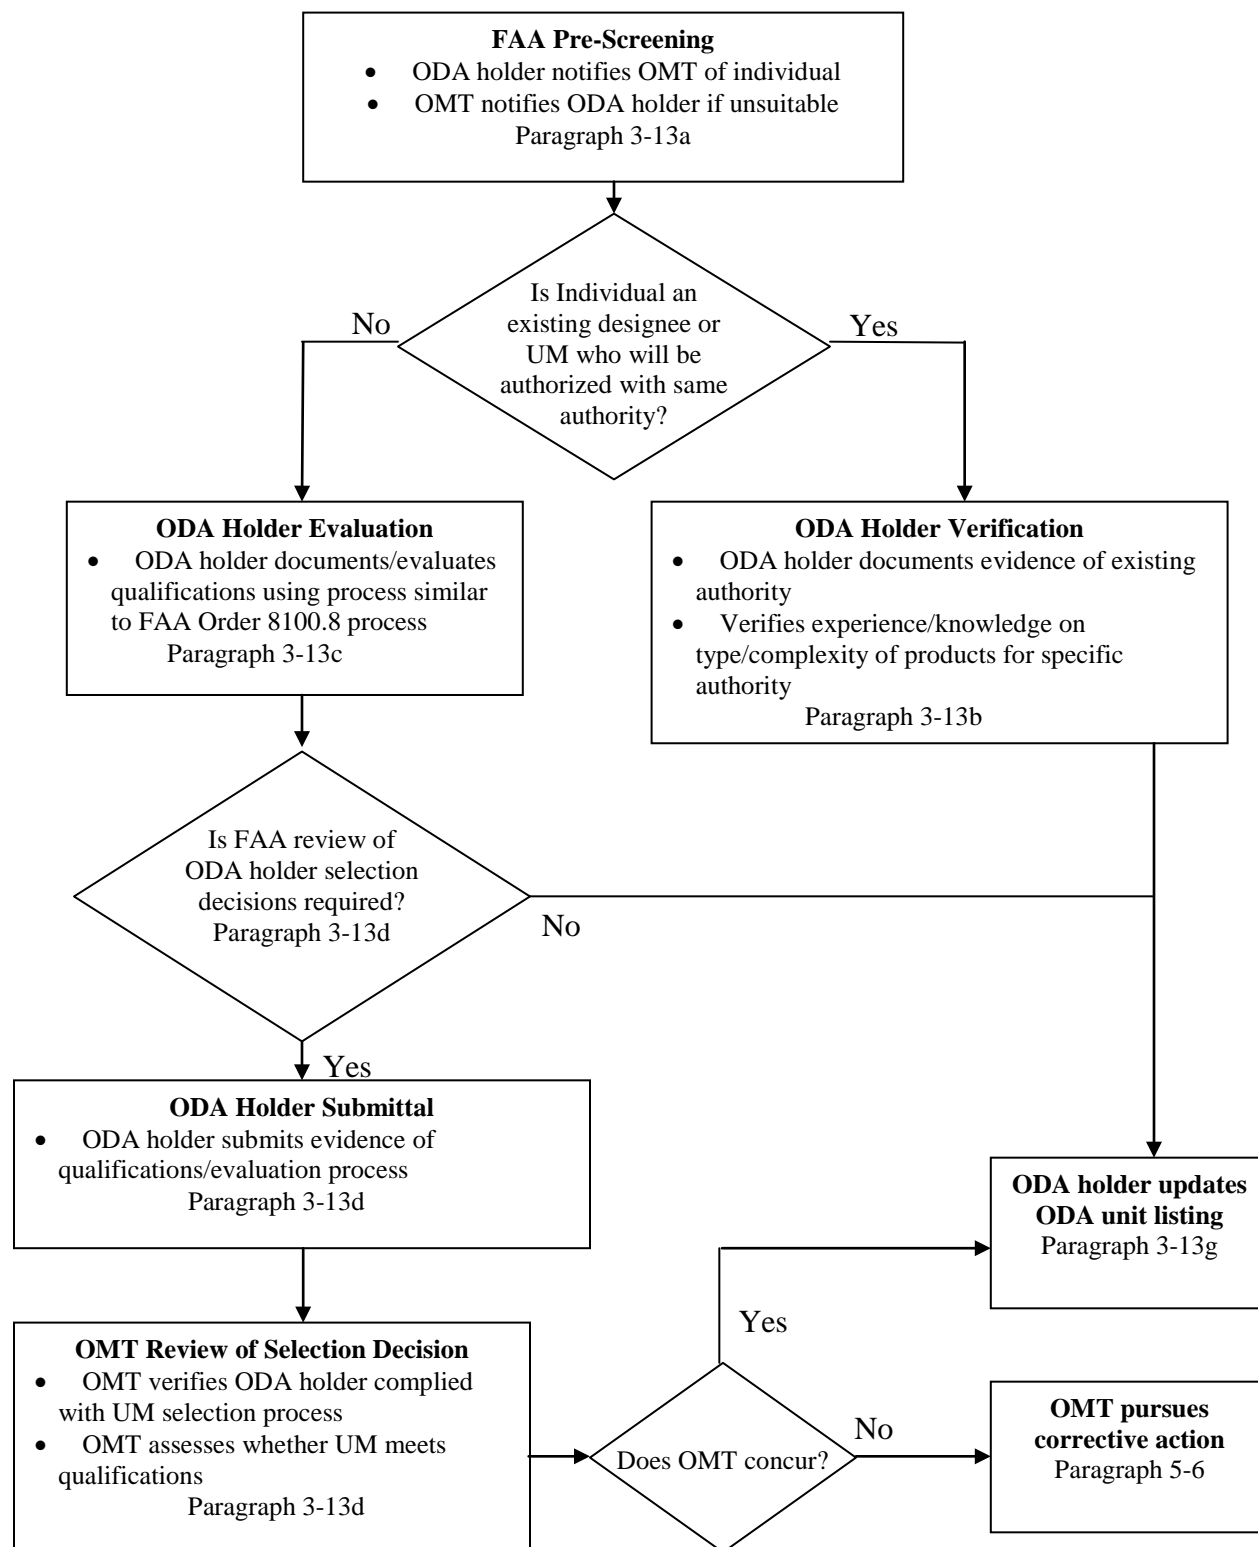 FAA Pre-Screening
• ODA holder notifies OMT of individual
• OMT notifies ODA holder if unsuitable
Paragraph 3-13a
Is Individual an
existing designee or
UM who will be
authorized with same
authority?
No
Yes
ODA Holder Evaluation
• ODA holder documents/evaluates
qualifications using process similar
to FAA Order 8100.8 process
Paragraph 3-13c
ODA Holder Verification
• ODA holder documents evidence of existing
authority
• Verifies experience/knowledge on
type/complexity of products for specific
authority
Paragraph 3-13b
Is FAA review of
ODA holder selection
decisions required?
Paragraph 3-13d
No
Yes
ODA Holder Submittal
• ODA holder submits evidence of
qualifications/evaluation process
Paragraph 3-13d
ODA holder updates
ODA unit listing
Paragraph 3-13g
OMT Review of Selection Decision
• OMT verifies ODA holder complied
with UM selection process
• OMT assesses whether UM meets
qualifications
Paragraph 3-13d
Does OMT concur?
Yes
No
OMT pursues
corrective action
Paragraph 5-6